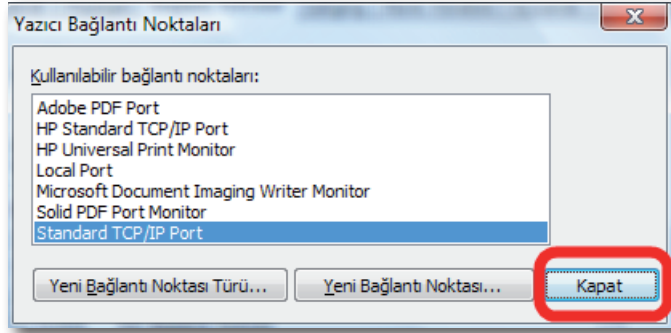 Yazıcı Bağlantı Noktaları
Kullanılabilir bağlantı noktaları:
Adobe PDF Port
HP Standard TCP/IP Port
HP Universal Print Monitor
Local Port
Microsoft Document Imaging Writer Monitor
Solid PDF Port Monitor
Standard TCP/IP Port
Yeni Bağlantı Noktası Türü... Yeni Bağlantı Noktası... Kapat